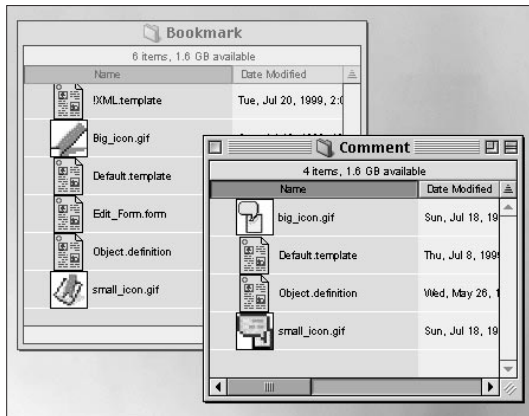 Bookmark
6 items, 1.6 GB available
Name Date Modified
!XML.template Tue, Jul 20, 1999, 2:0
Big_icon.gif
Default.template
Edit_Form.form
Object.definition
small_icon.gif
Comment
4 items, 1.6 GB available
Name Date Modified
big_icon.gif Sun, Jul 18, 19
Default.template Thu, Jul 8, 199
Object.definition Wed, May 26, 1
small_icon.gif Sun, Jul 18, 19